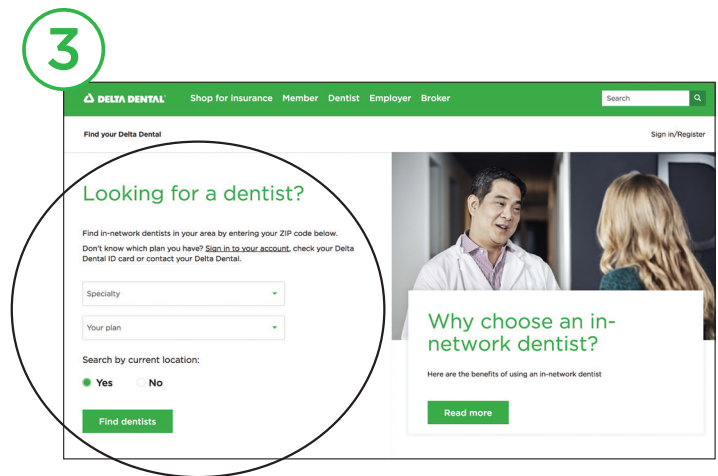 3
DELTA DENTAL
Shop for insurance Member Dentist Employer Broker
Search
Find your Delta Dental
Sign in/Register
Looking for a dentist?
Find in-network dentists in your area by entering your ZIP code below.
Don't know which plan you have? Sign in to your account, check your Delta
Dental ID card or contact your Delta Dental.
Specialty
Your plan
Search by current location:
Yes No
Find dentists
Why choose an in-
network dentist?
Here are the benefits of using an in-network dentist
Read more